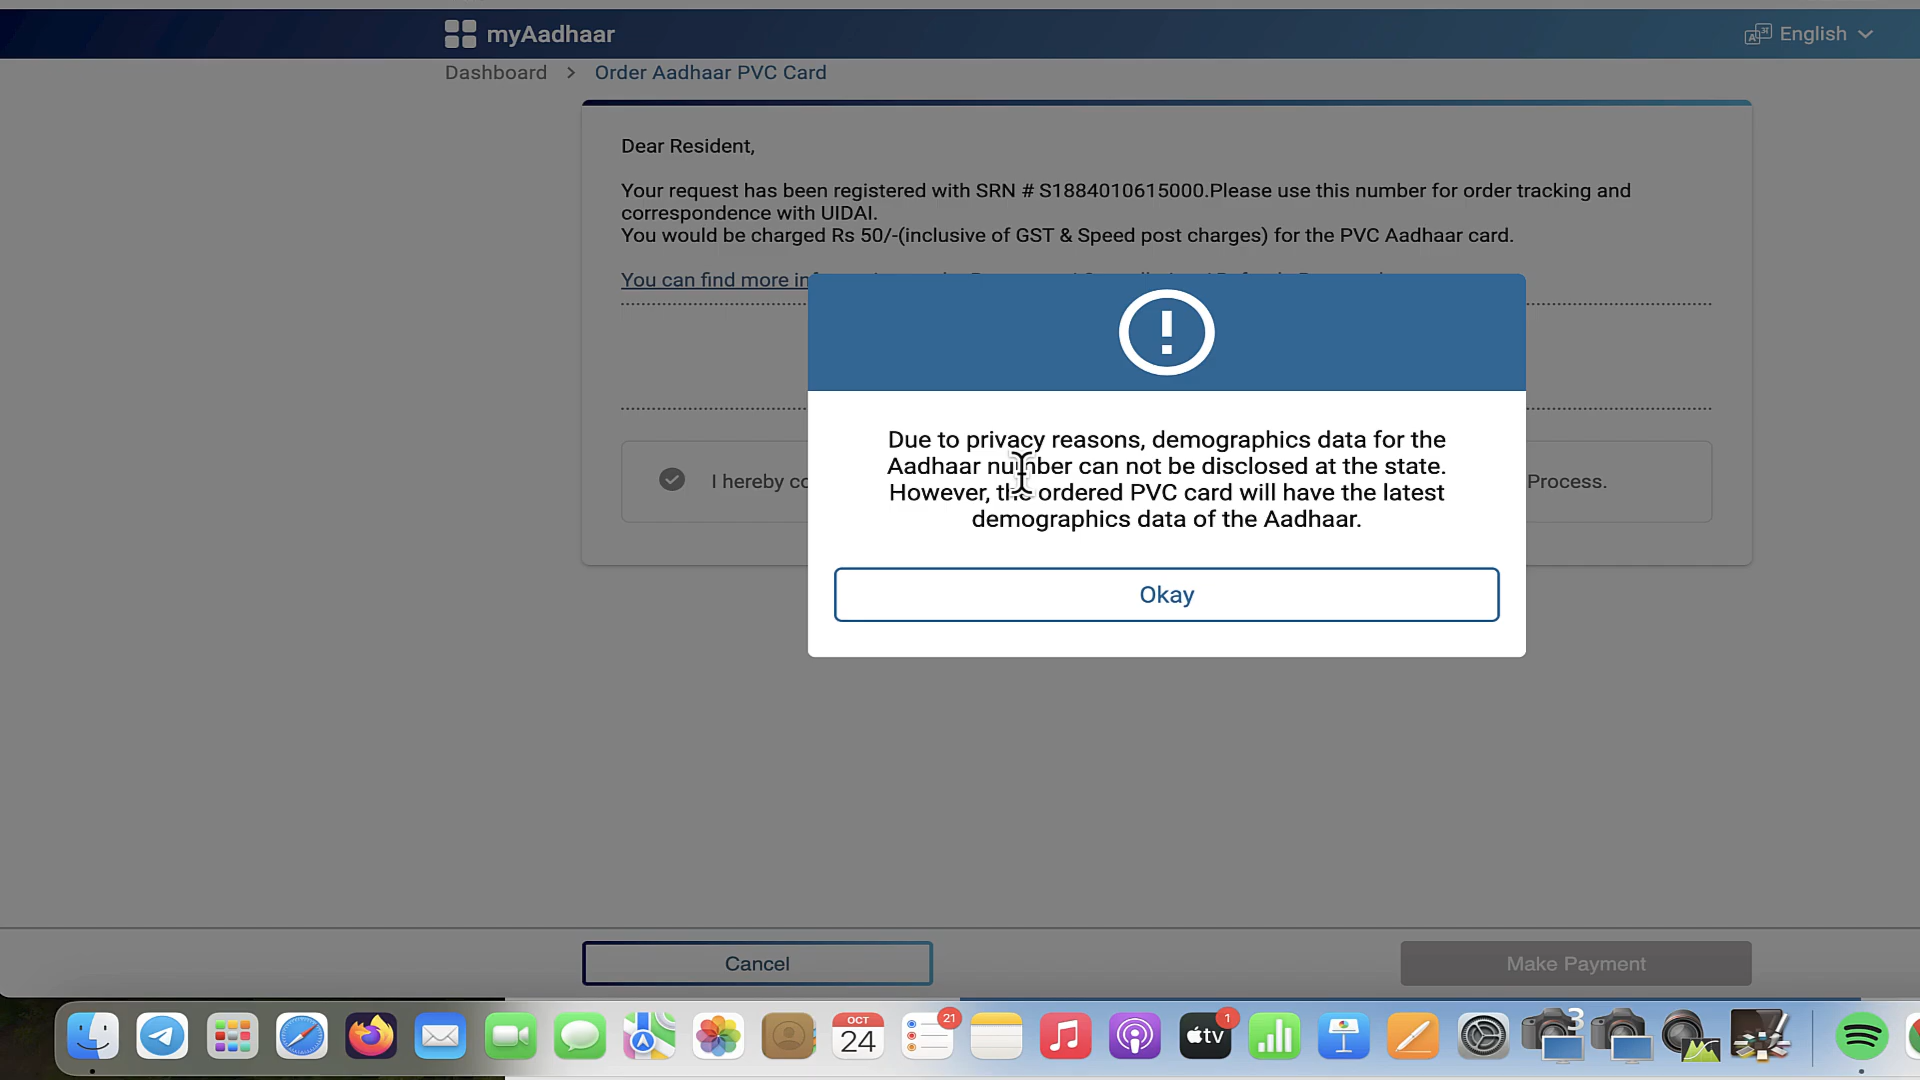 myAadhaar
English
Dashboard > Order Aadhaar PVC Card
Dear Resident,
Your request has been registered with SRN # S1884010615000.Please use this number for order tracking and
correspondence with UIDAI.
You would be charged Rs 50/-(inclusive of GST & Speed post charges) for the PVC Aadhaar card.
You can find more
Due to privacy reasons, demographics data for the
Aadhaar number can not be disclosed at the state.
However, the ordered PVC card will have the latest
demographics data of the Aadhaar.
I hereby
Process.
Okay
Cancel
Make Payment
OCT
24
21
tv
1
3